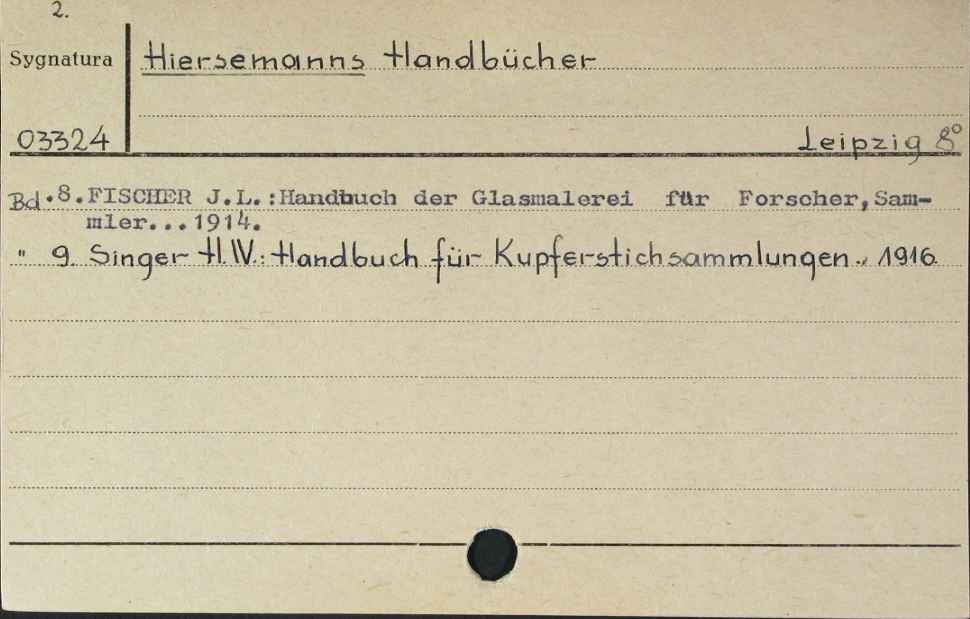 2.
Sygnatura
Hiersemanns Handbücher
03324
Leipzig 8°
Bd.8.FISCHER J.L.:Handbuch der Glasmalerei für Forscher,Sam-
mler...1914.
" 9. Singer H.W.: Handbuch für Kupferstichsammlungen.. 1916.